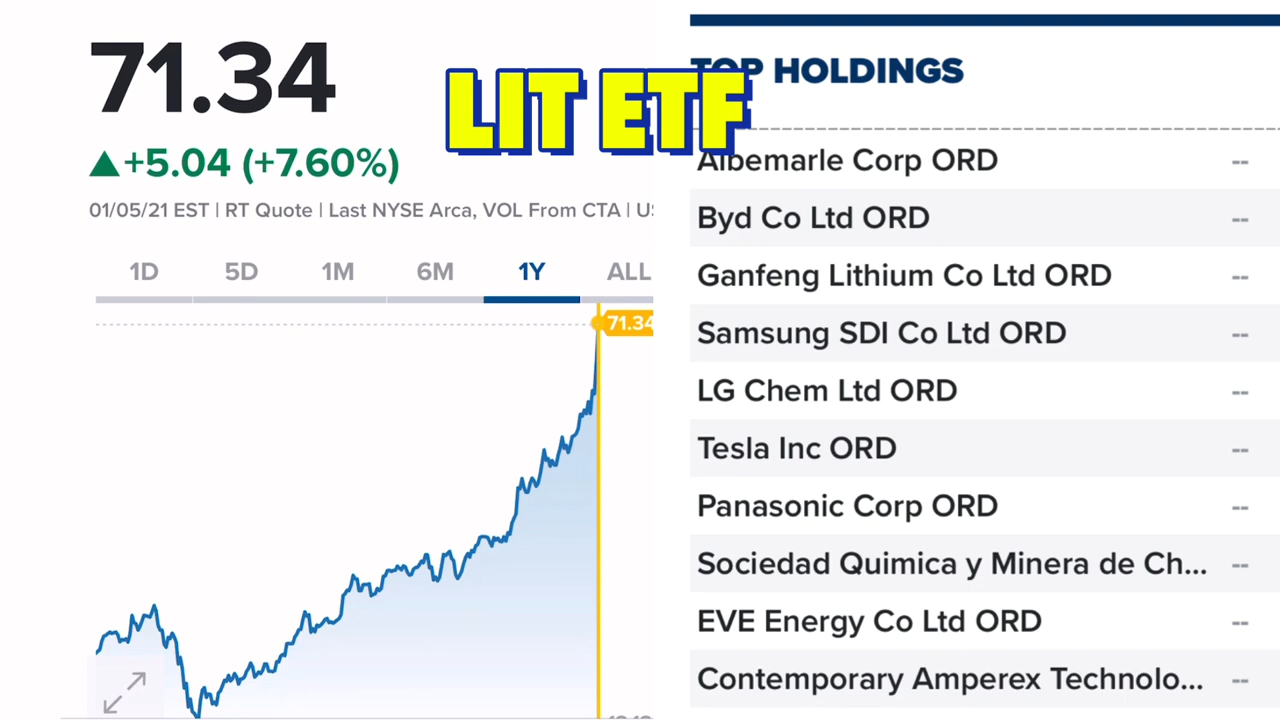 71.34
+5.04 (+7.60%)
01/05/21 EST | RT Quote | Last NYSE Arca, VOL From CTA |
1D 5D 1M 6M 1Y ALL
71.34
LIT ETF
TOP HOLDINGS
Albemarle Corp ORD --
Byd Co Ltd ORD --
Ganfeng Lithium Co Ltd ORD --
Samsung SDI Co Ltd ORD --
LG Chem Ltd ORD --
Tesla Inc ORD --
Panasonic Corp ORD --
Sociedad Quimica y Minera de Ch... --
EVE Energy Co Ltd ORD --
Contemporary Amperex Technolo... --